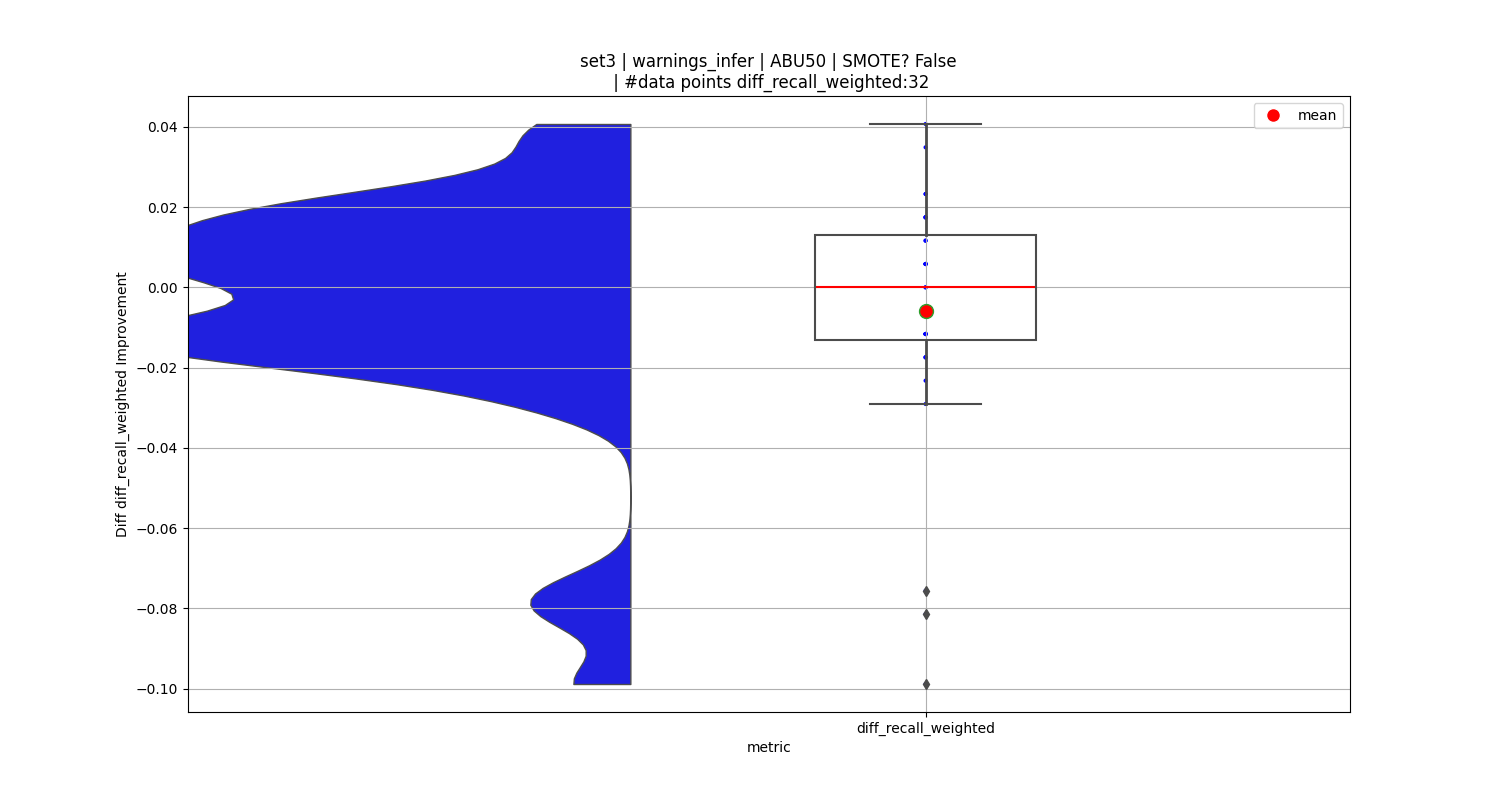 set3 | warnings_infer | ABU50 | SMOTE? False
| #data points diff_recall_weighted:32
mean
0.04
0.02
0.00
−0.02
−0.04
−0.06
−0.08
−0.10
Diff diff_recall_weighted Improvement
diff_recall_weighted
metric